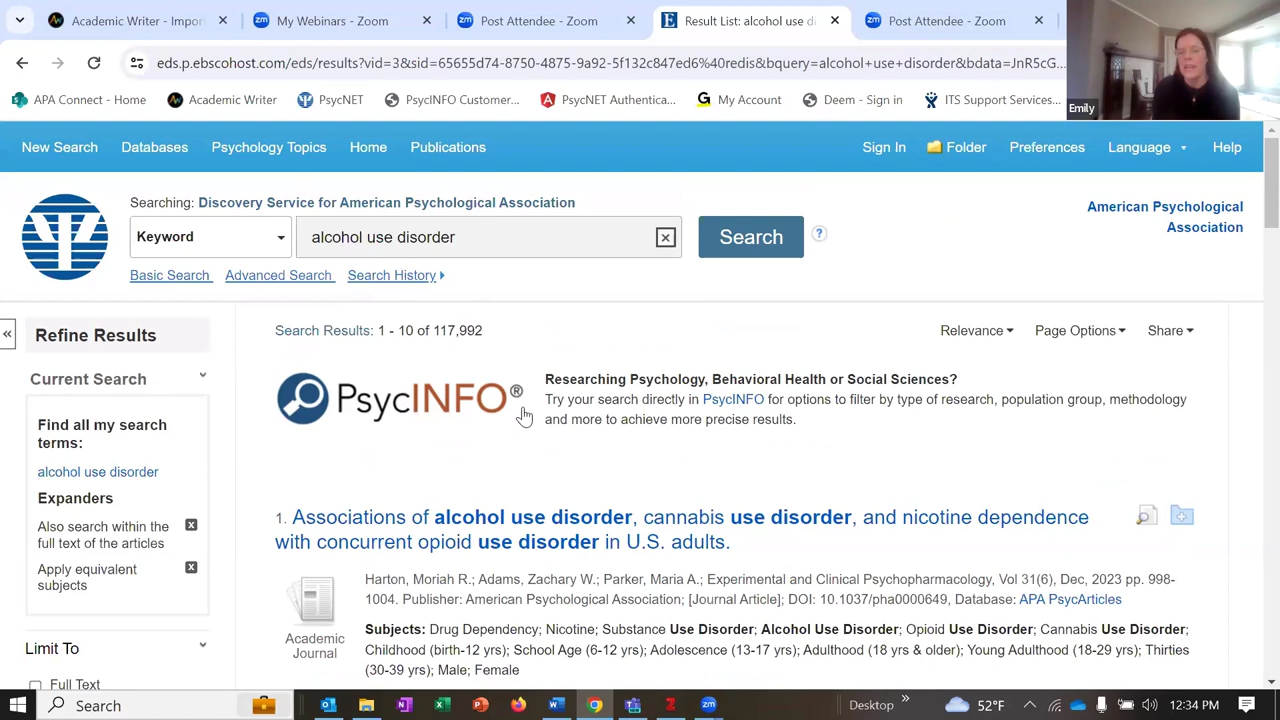 Academic Writer - Impor
My Webinars - Zoom
Post Attendee - Zoom
Result List: alcohol use di
Post Attendee - Zoom
eds.p.ebscohost.com/eds/results?vid=3&sid=65655d74-8750-4875-9a92-5f132c847ed6%40redis&bquery=alcohol+use+disorder&bdata=JnR5cG...
APA Connect - Home
Academic Writer
PsycNET
PsycINFO Customer...
PsycNET Authentica...
My Account
Deem - Sign in
ITS Support Services...
Emily
New Search Databases Psychology Topics Home Publications Sign In Folder Preferences Language Help
Searching: Discovery Service for American Psychological Association
American Psychological
Association
Keyword alcohol use disorder Search ?
Basic Search Advanced Search Search History
Refine Results
Search Results: 1 - 10 of 117,992 Relevance Page Options Share
Current Search
Find all my search
terms:
alcohol use disorder
Expanders
Also search within the
full text of the articles
Apply equivalent
subjects
Limit To
Full Text
PsycINFO®
Researching Psychology, Behavioral Health or Social Sciences?
Try your search directly in PsycINFO for options to filter by type of research, population group, methodology
and more to achieve more precise results.
1. Associations of alcohol use disorder, cannabis use disorder, and nicotine dependence
with concurrent opioid use disorder in U.S. adults.
Academic
Journal
Harton, Moriah R.; Adams, Zachary W.; Parker, Maria A.; Experimental and Clinical Psychopharmacology, Vol 31(6), Dec, 2023 pp. 998-
1004. Publisher: American Psychological Association; [Journal Article]; DOI: 10.1037/pha0000649, Database: APA PsycArticles
Subjects: Drug Dependency; Nicotine; Substance Use Disorder; Alcohol Use Disorder; Opioid Use Disorder; Cannabis Use Disorder;
Childhood (birth-12 yrs); School Age (6-12 yrs); Adolescence (13-17 yrs); Adulthood (18 yrs & older); Young Adulthood (18-29 yrs); Thirties
(30-39 yrs); Male; Female
Search
Desktop
52°F
12:34 PM